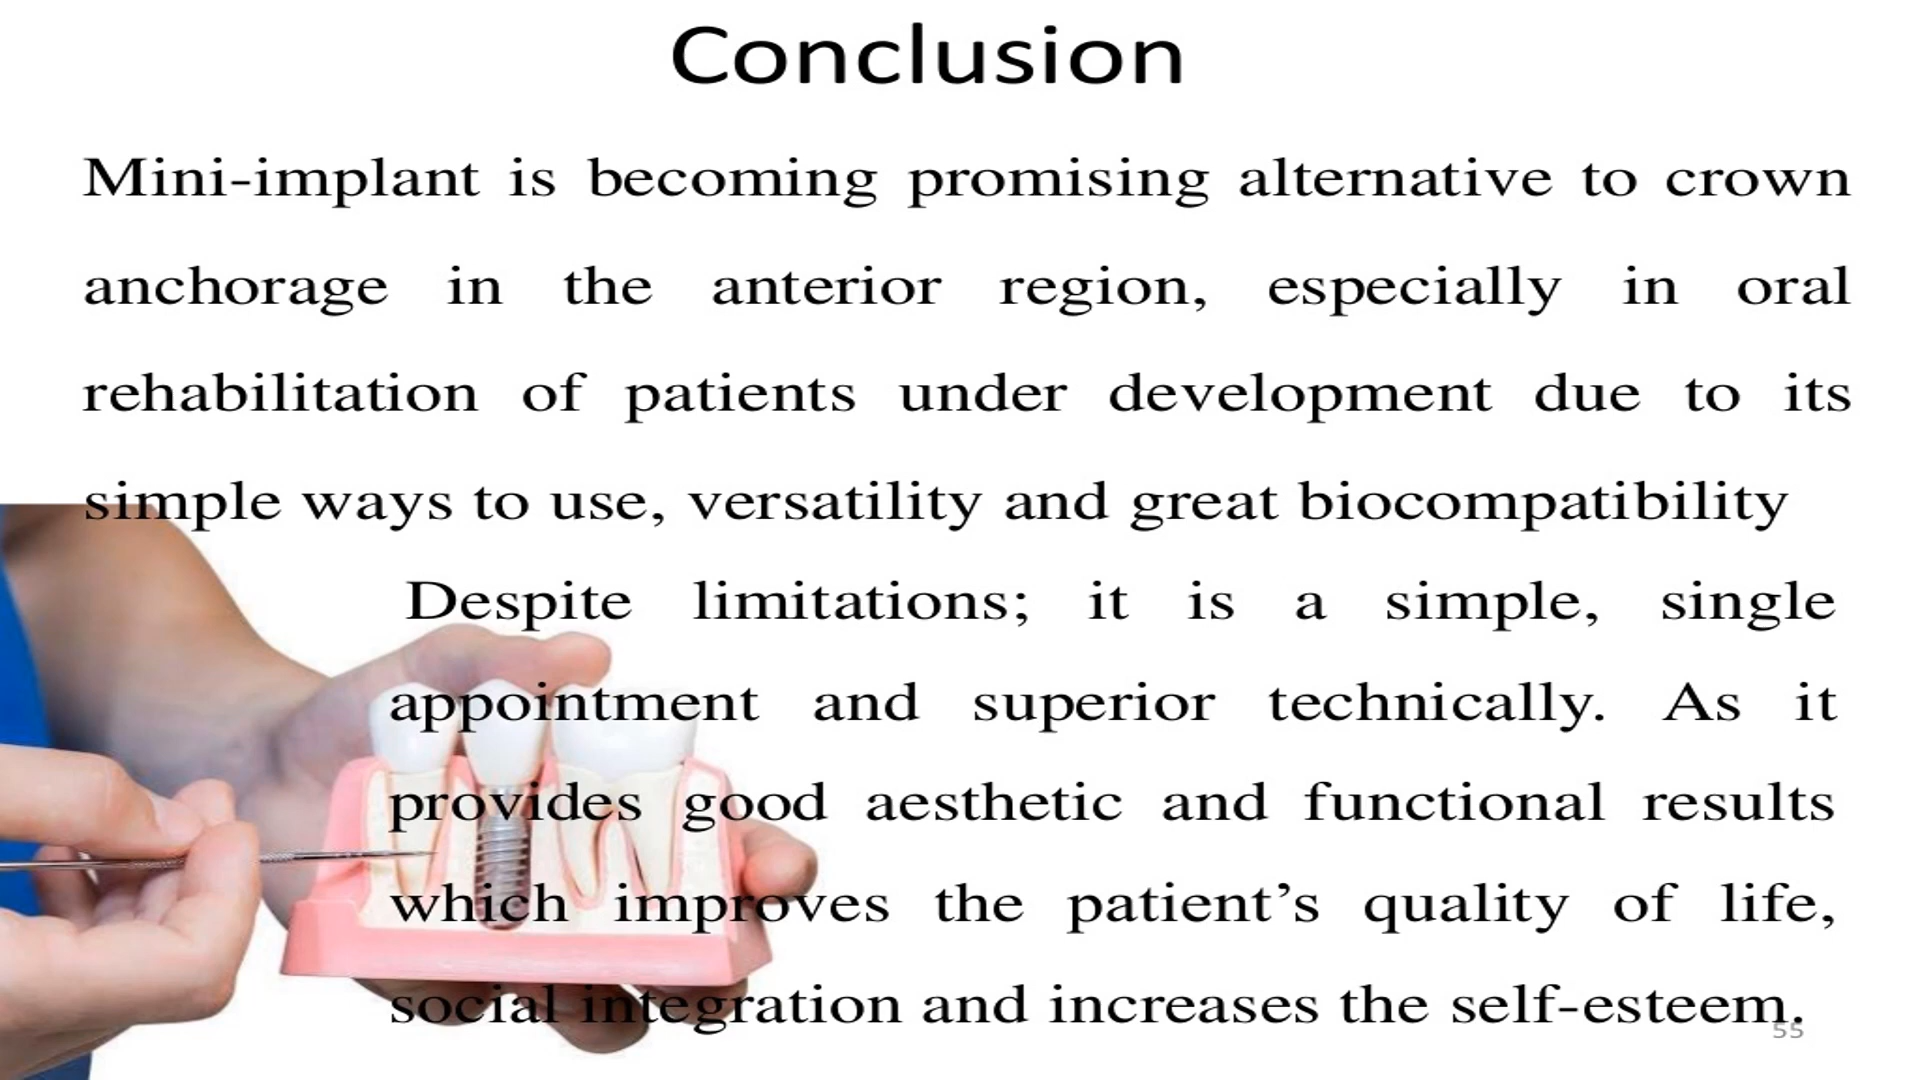 Conclusion
Mini-implant is becoming promising alternative to crown
anchorage in the anterior region, especially in oral
rehabilitation of patients under development due to its
simple ways to use, versatility and great biocompatibility
Despite limitations; it is a simple, single
appointment and superior technically. As it
provides good aesthetic and functional results
which improves the patient’s quality of life,
social integration and increases the self-esteem.
55